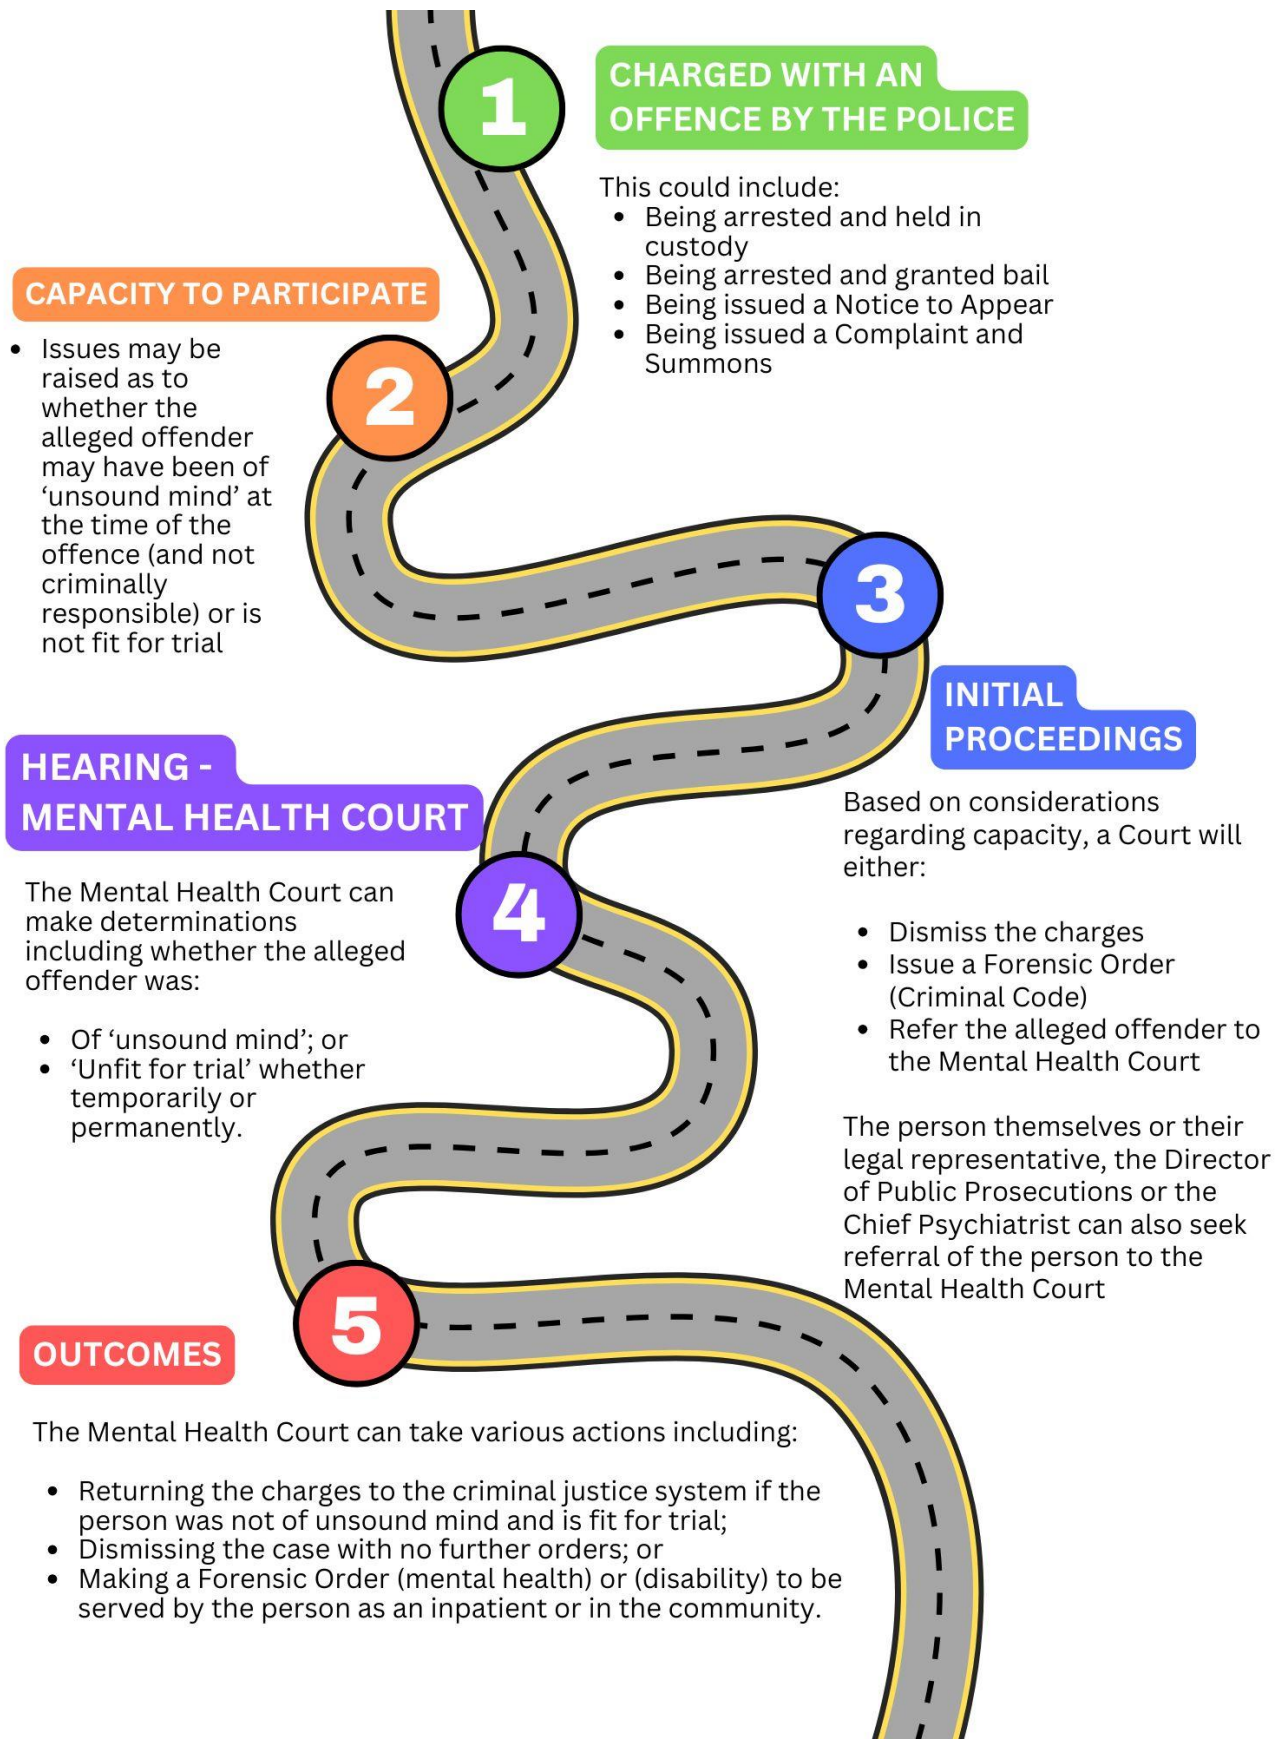 1
CHARGED WITH AN
OFFENCE BY THE POLICE
This could include:
• Being arrested and held in
custody
• Being arrested and granted bail
• Being issued a Notice to Appear
• Being issued a Complaint and
Summons
CAPACITY TO PARTICIPATE
2
• Issues may be
raised as to
whether the
alleged offender
may have been of
‘unsound mind’ at
the time of the
offence (and not
criminally
responsible) or is
not fit for trial
3
INITIAL
PROCEEDINGS
Based on considerations
regarding capacity, a Court will
either:
• Dismiss the charges
• Issue a Forensic Order
(Criminal Code)
• Refer the alleged offender to
the Mental Health Court
The person themselves or their
legal representative, the Director
of Public Prosecutions or the
Chief Psychiatrist can also seek
referral of the person to the
Mental Health Court
HEARING -
MENTAL HEALTH COURT
4
The Mental Health Court can
make determinations
including whether the alleged
offender was:
• Of ‘unsound mind’; or
• ‘Unfit for trial’ whether
temporarily or
permanently.
5
OUTCOMES
The Mental Health Court can take various actions including:
• Returning the charges to the criminal justice system if the
person was not of unsound mind and is fit for trial;
• Dismissing the case with no further orders; or
• Making a Forensic Order (mental health) or (disability) to be
served by the person as an inpatient or in the community.